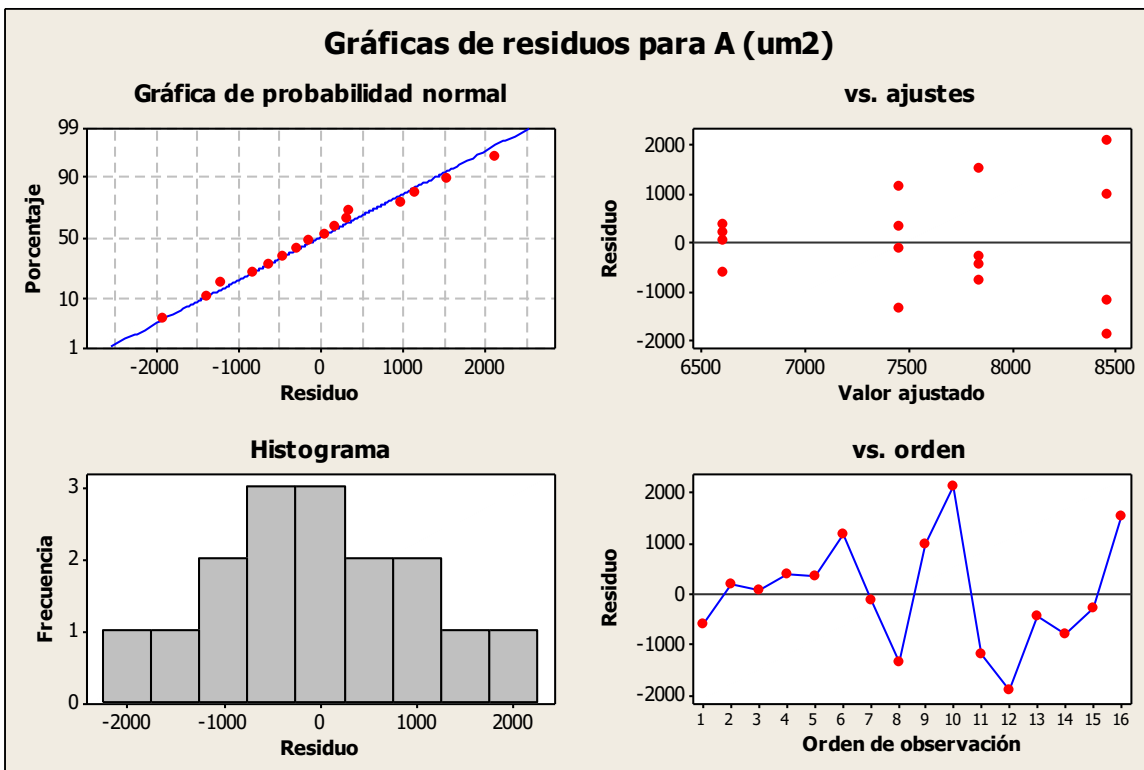 Gráficas de residuos para A (um2)
Gráfica de probabilidad normal
99
90
50
10
1
Porcentaje
-2000 -1000 0 1000 2000
Residuo
vs. ajustes
2000
1000
0
-1000
-2000
Residuo
6500 7000 7500 8000 8500
Valor ajustado
Histograma
3
2
1
0
Frecuencia
-2000 -1000 0 1000 2000
Residuo
vs. orden
2000
1000
0
-1000
-2000
Residuo
1 2 3 4 5 6 7 8 9 10 11 12 13 14 15 16
Orden de observación